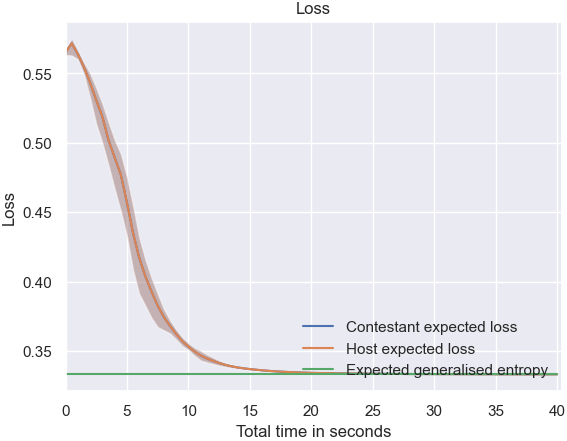 Loss
Loss
0.55
0.50
0.45
0.40
0.35
Contestant expected loss
Host expected loss
Expected generalised entropy
0 5 10 15 20 25 30 35 40
Total time in seconds